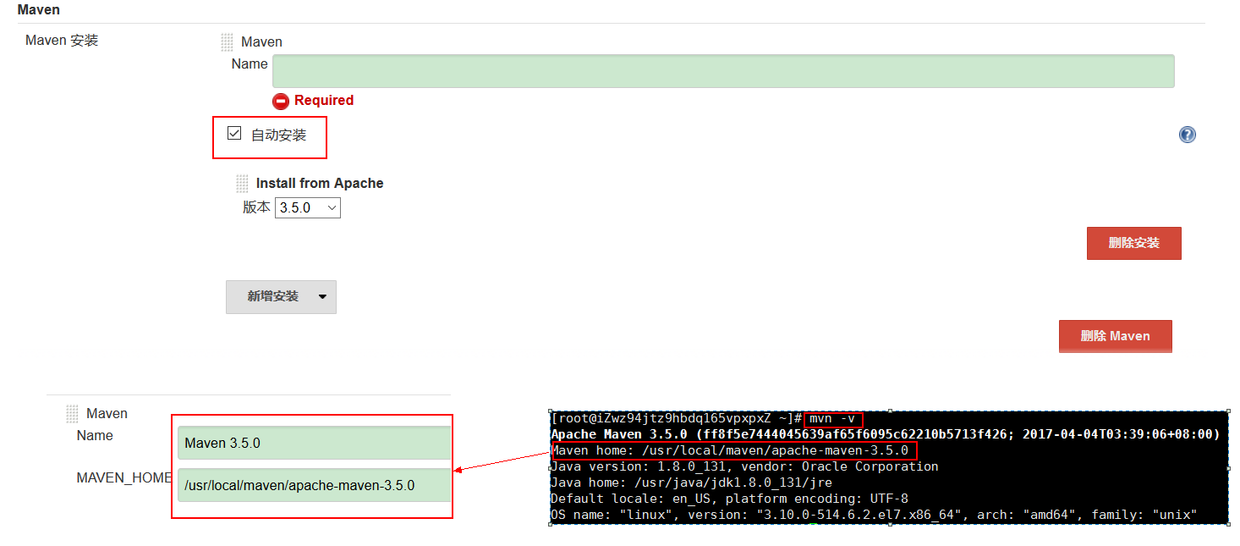 Maven
Maven 安装
Maven
Name
Required
自动安装
Install from Apache
版本 3.5.0
删除安装
新增安装
删除 Maven
Maven
Name
Maven 3.5.0
MAVEN_HOME
/usr/local/maven/apache-maven-3.5.0
[root@iZwz94jtz9hbdq165vpxpxZ ~]# mvn -v
Apache Maven 3.5.0 (ff8f5e7444045639af65f6095c62210b5713f426; 2017-04-04T03:39:06+08:00)
Maven home: /usr/local/maven/apache-maven-3.5.0
Java version: 1.8.0_131, vendor: Oracle Corporation
Java home: /usr/java/jdk1.8.0_131/jre
Default locale: en_US, platform encoding: UTF-8
OS name: "linux", version: "3.10.0-514.6.2.el7.x86_64", arch: "amd64", family: "unix"